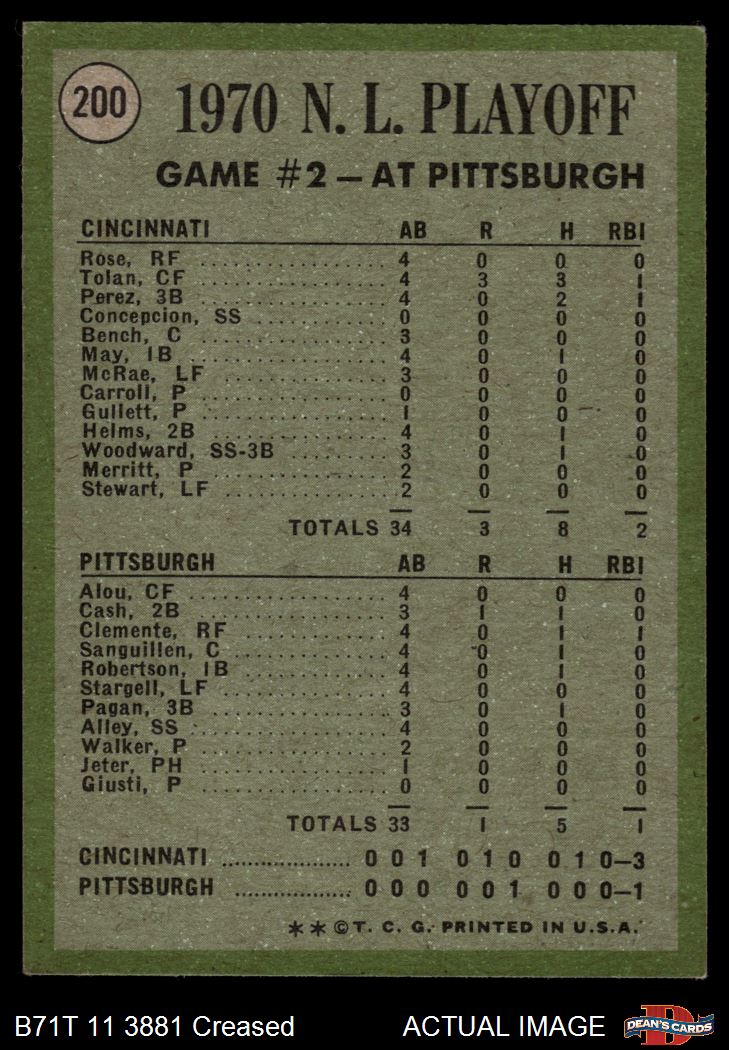 200
1970 N. L. PLAYOFF
GAME #2 — AT PITTSBURGH
CINCINNATI AB R H RBI
Rose, RF .................. 4 0 0 0
Tolan, CF .................. 4 3 3 1
Perez, 3B .................. 4 0 2 1
Concepcion, SS ............ 0 0 0 0
Bench, C .................. 3 0 0 0
May, 1B .................. 4 0 1 0
McRae, LF ................ 3 0 0 0
Carroll, P .................. 0 0 0 0
Gullett, P .................. 1 0 0 0
Helms, 2B ................. 4 0 1 0
Woodward, SS-3B ......... 3 0 1 0
Merritt, P .................. 2 0 0 0
Stewart, LF ................ 2 0 0 0
TOTALS 34 3 8 2
PITTSBURGH AB R H RBI
Alou, CF ................... 4 0 0 0
Cash, 2B .................. 3 1 1 0
Clemente, RF .............. 4 0 1 1
Sanguillen, C .............. 4 0 1 0
Robertson, 1B .............. 4 0 1 0
Stargell, LF ................ 4 0 0 0
Pagan, 3B ................. 3 0 1 0
Alley, SS .................. 4 0 0 0
Walker, P .................. 2 0 0 0
Jeter, PH .................. 1 0 0 0
Giusti, P ................... 0 0 0 0
TOTALS 33 1 5 1
CINCINNATI .................... 0 0 1 0 1 0 0 1 0—3
PITTSBURGH .................. 0 0 0 0 0 1 0 0 0—1
**©T. C. G. PRINTED IN U.S.A.
B71T 11 3881 Creased ACTUAL IMAGE
D
DEAN'S CARDS